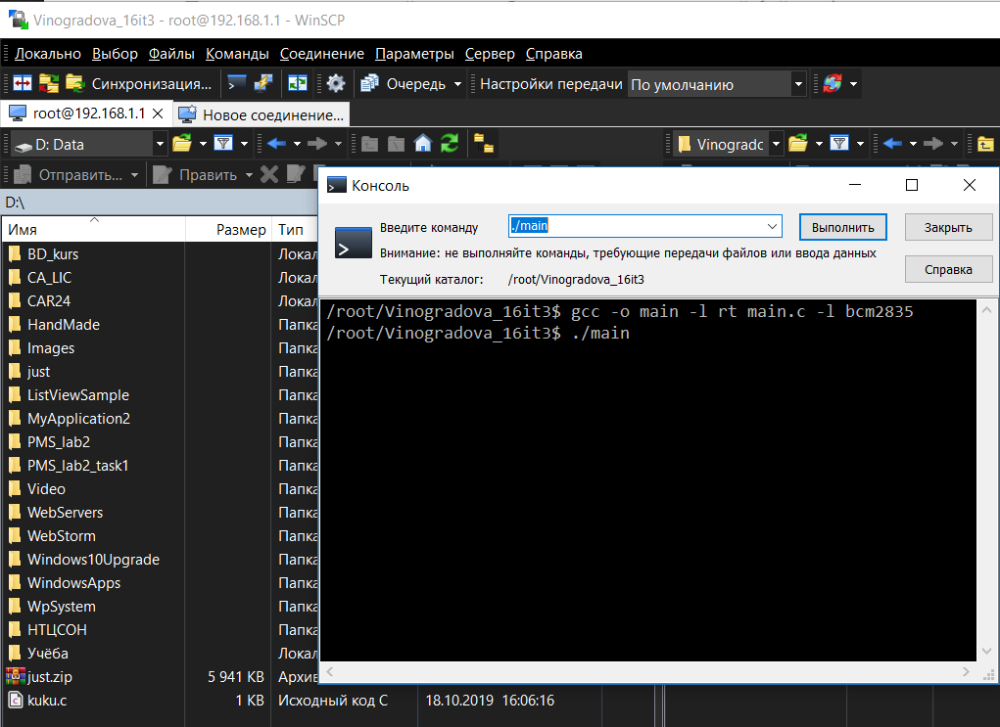 Vinogradova_16it3 - root@192.168.1.1 - WinSCP
Локально Выбор Файлы Команды Соединение Параметры Сервер Справка
Синхронизация... Очередь Настройки передачи По умолчанию
root@192.168.1.1 Новое соединение...
D: Data Vinogradc
Отправить... Править
D:\
Имя Размер Тип
BD_kurs Локал
CA_LIC Локал
CAR24 Локал
HandMade Папка
Images Папка
just Папка
ListViewSample Папка
MyApplication2 Папка
PMS_lab2 Папка
PMS_lab2_task1 Папка
Video Папка
WebServers Папка
WebStorm Папка
Windows10Upgrade Папка
WindowsApps Папка
WpSystem Папка
НТЦСОН Папка
Учёба Локал
just.zip 5 941 KB Архив
kuku.c 1 KB Исходный код C 18.10.2019 16:06:16
Консоль
Введите команду ./main Выполнить Закрыть
Внимание: не выполняйте команды, требующие передачи файлов или ввода данных
Справка
Текущий каталог: /root/Vinogradova_16it3
/root/Vinogradova_16it3$ gcc -o main -l rt main.c -l bcm2835
/root/Vinogradova_16it3$ ./main